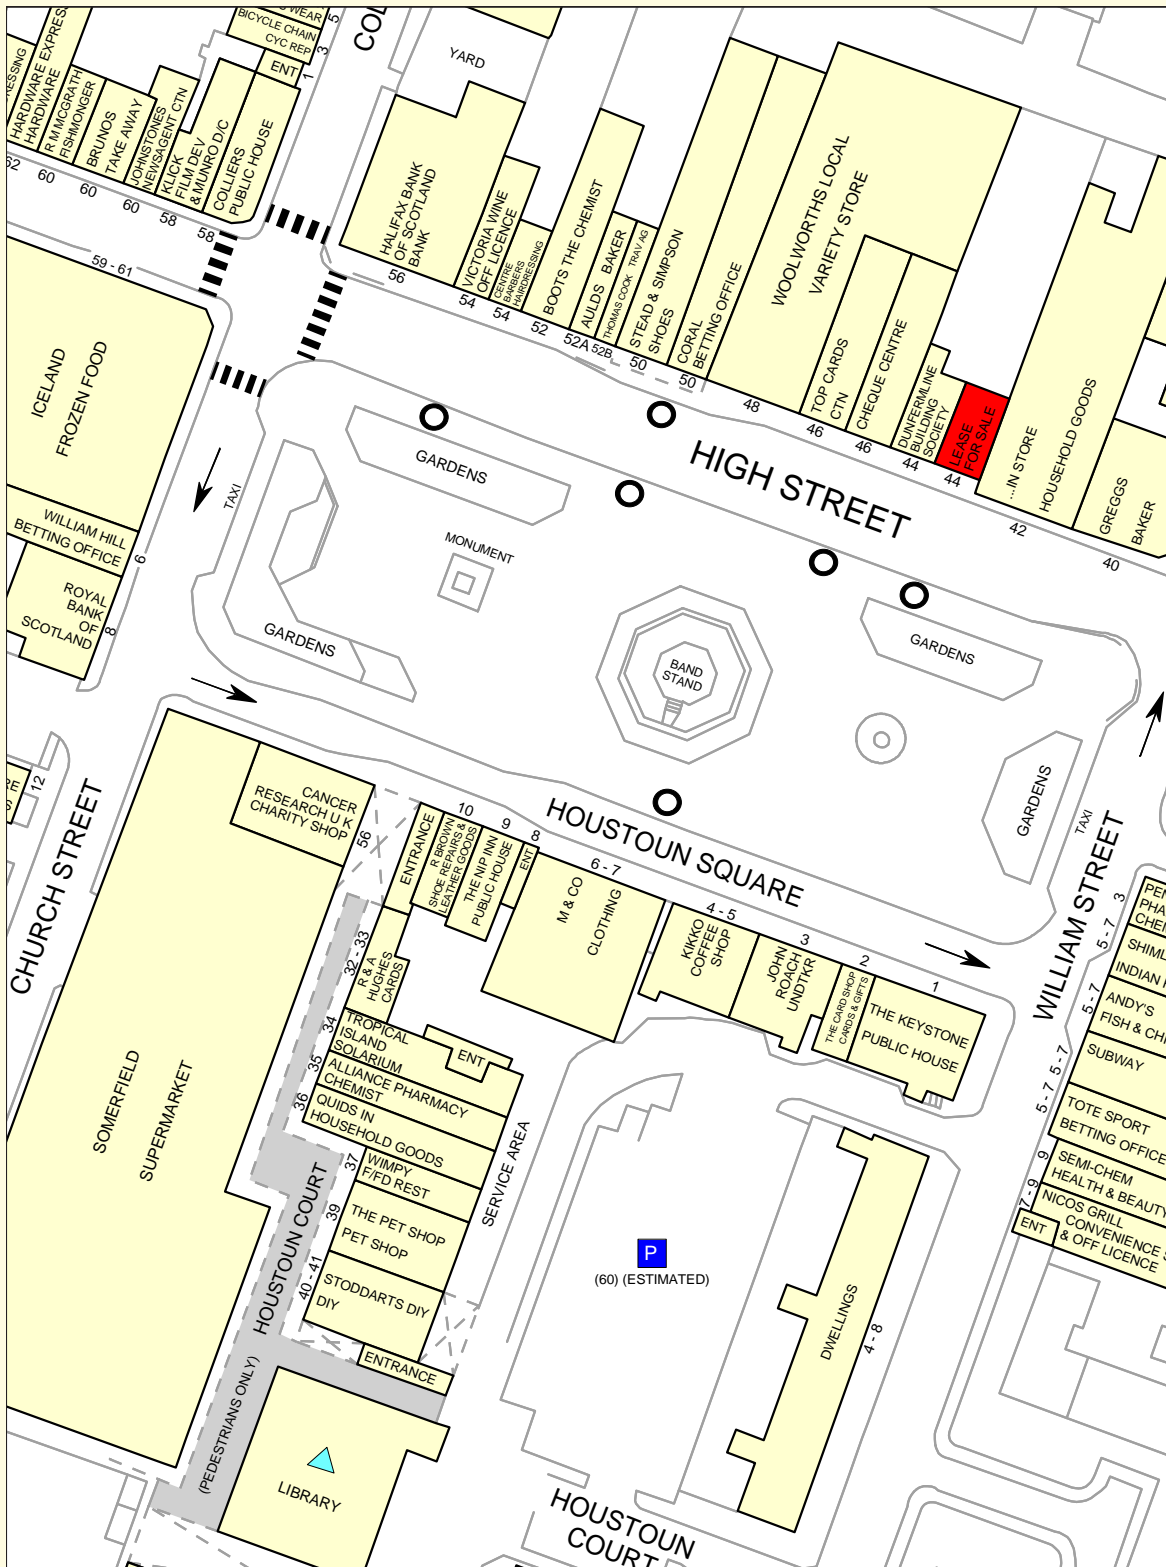 WEAR
BICYCLE CHAIN
CYC REP
ENT
5
3
1
YARD
HARDWARE EXPRESS
HARDWARE
R M MCGRATH
FISHMONGER
BRUNOS
TAKE AWAY
JOHNSTONES
NEWSAGENT CTN
KLICK
FILM DEV
& MUNRO D/C
COLLIERS
PUBLIC HOUSE
62
60
60
60
58
58
59 - 61
HALIFAX BANK
OF SCOTLAND
BANK
56
VICTORIA WINE
OFF LICENCE
54
CENTRE
BARBERS
HAIRDRESSING
54
BOOTS THE CHEMIST
52
AULDS BAKER
52A
THOMAS COOK TRAV AG
52B
STEAD & SIMPSON
SHOES
50
CORAL
BETTING OFFICE
50
WOOLWORTHS LOCAL
VARIETY STORE
48
TOP CARDS
CTN
46
CHEQUE CENTRE
46
DUNFERMLINE
BUILDING
SOCIETY
44
LEASE
FOR SALE
44
...IN STORE
HOUSEHOLD GOODS
42
GREGGS
BAKER
40
ICELAND
FROZEN FOOD
WILLIAM HILL
BETTING OFFICE
6
ROYAL
BANK
OF
SCOTLAND
8
TAXI
GARDENS
HIGH STREET
MONUMENT
GARDENS
BAND
STAND
GARDENS
GARDENS
TAXI
12
CHURCH STREET
CANCER
RESEARCH U K
CHARITY SHOP
56
ENTRANCE
10
R BROWN
SHOE REPAIRS &
LEATHER GOODS
9
THE NIP INN
PUBLIC HOUSE
8
ENT
HOUSTOUN SQUARE
6 - 7
M & CO
CLOTHING
4 - 5
KIKKO
COFFEE
SHOP
3
JOHN
ROACH
UNDTKR
2
THE CARD SHOP
CARDS & GIFTS
1
THE KEYSTONE
PUBLIC HOUSE
WILLIAM STREET
3
5 - 7
SHIML
INDIAN
5 - 7
ANDY'S
FISH & CHI
5 - 7
SUBWAY
5 - 7
TOTE SPORT
BETTING OFFICE
9
SEMI-CHEM
HEALTH & BEAUTY
7 - 9
NICOS GRILL
CONVENIENCE S
& OFF LICENCE
ENT
SOMERFIELD
SUPERMARKET
32 - 33
R & A
HUGHES
CARDS
34
TROPICAL
ISLAND
SOLARIUM
ENT
35
ALLIANCE PHARMACY
CHEMIST
36
QUIDS IN
HOUSEHOLD GOODS
37
WIMPY
F/FD REST
39
THE PET SHOP
PET SHOP
40 - 41
STODDARTS DIY
DIY
SERVICE AREA
HOUSTOUN COURT
ENTRANCE
(PEDESTRIANS ONLY)
LIBRARY
P
(60) (ESTIMATED)
DWELLINGS
4 - 8
HOUSTOUN
COURT